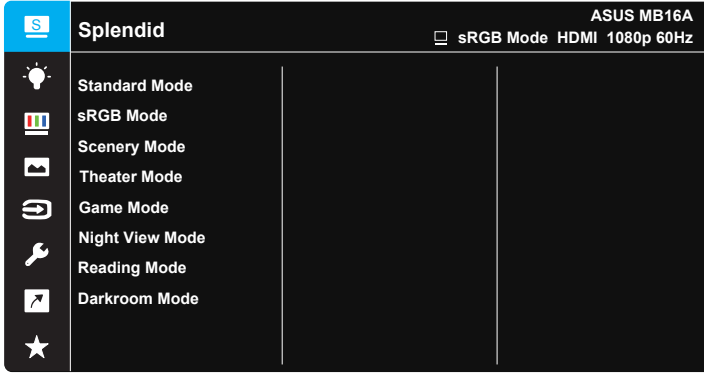 S
Splendid
ASUS MB16A
sRGB Mode HDMI 1080p 60Hz
Standard Mode
sRGB Mode
Scenery Mode
Theater Mode
Game Mode
Night View Mode
Reading Mode
Darkroom Mode